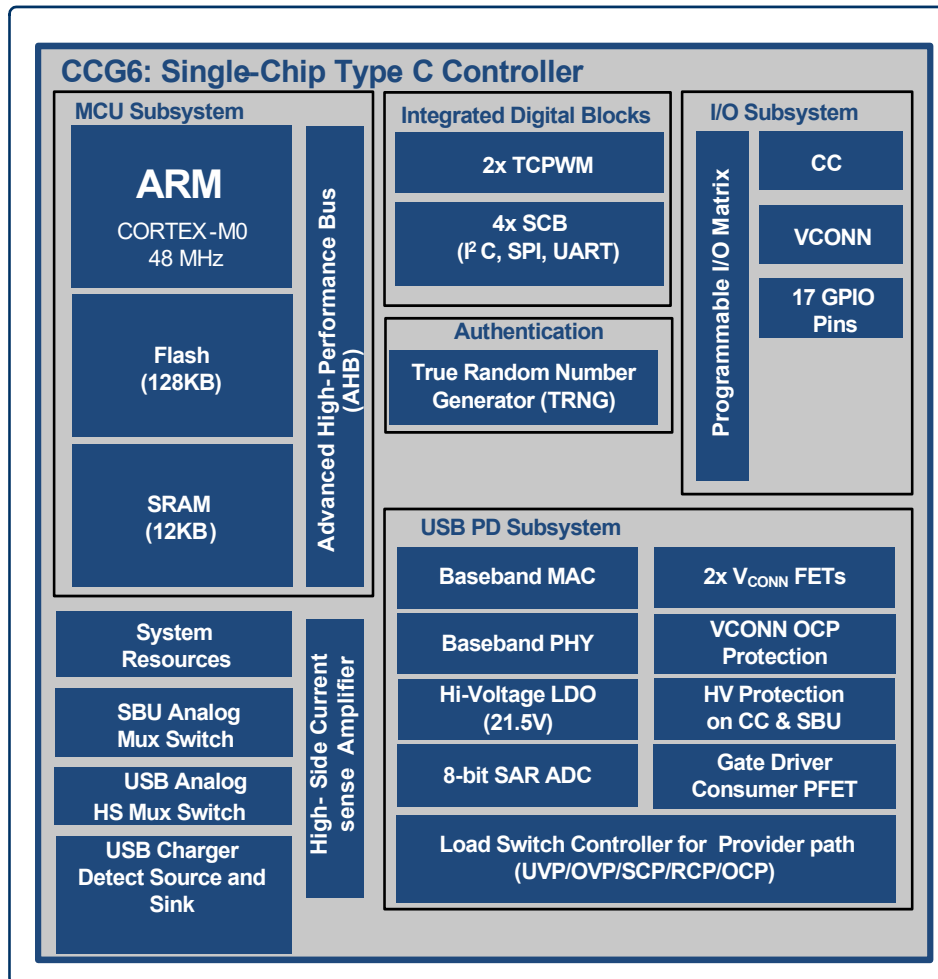 CCG6: Single-Chip Type C Controller
MCU Subsystem
ARM
CORTEX-M0
48 MHz
Flash
(128KB)
SRAM
(12KB)
Advanced High-Performance Bus
(AHB)
Integrated Digital Blocks
2x TCPWM
4x SCB
(I² C, SPI, UART)
Authentication
True Random Number
Generator (TRNG)
I/O Subsystem
Programmable I/O Matrix
CC
VCONN
17 GPIO
Pins
System
Resources
SBU Analog
Mux Switch
USB Analog
HS Mux Switch
USB Charger
Detect Source and
Sink
High- Side Current
sense Amplifier
USB PD Subsystem
Baseband MAC
2x VCONN FETs
Baseband PHY
VCONN OCP
Protection
Hi-Voltage LDO
(21.5V)
HV Protection
on CC & SBU
8-bit SAR ADC
Gate Driver
Consumer PFET
Load Switch Controller for Provider path
(UVP/OVP/SCP/RCP/OCP)